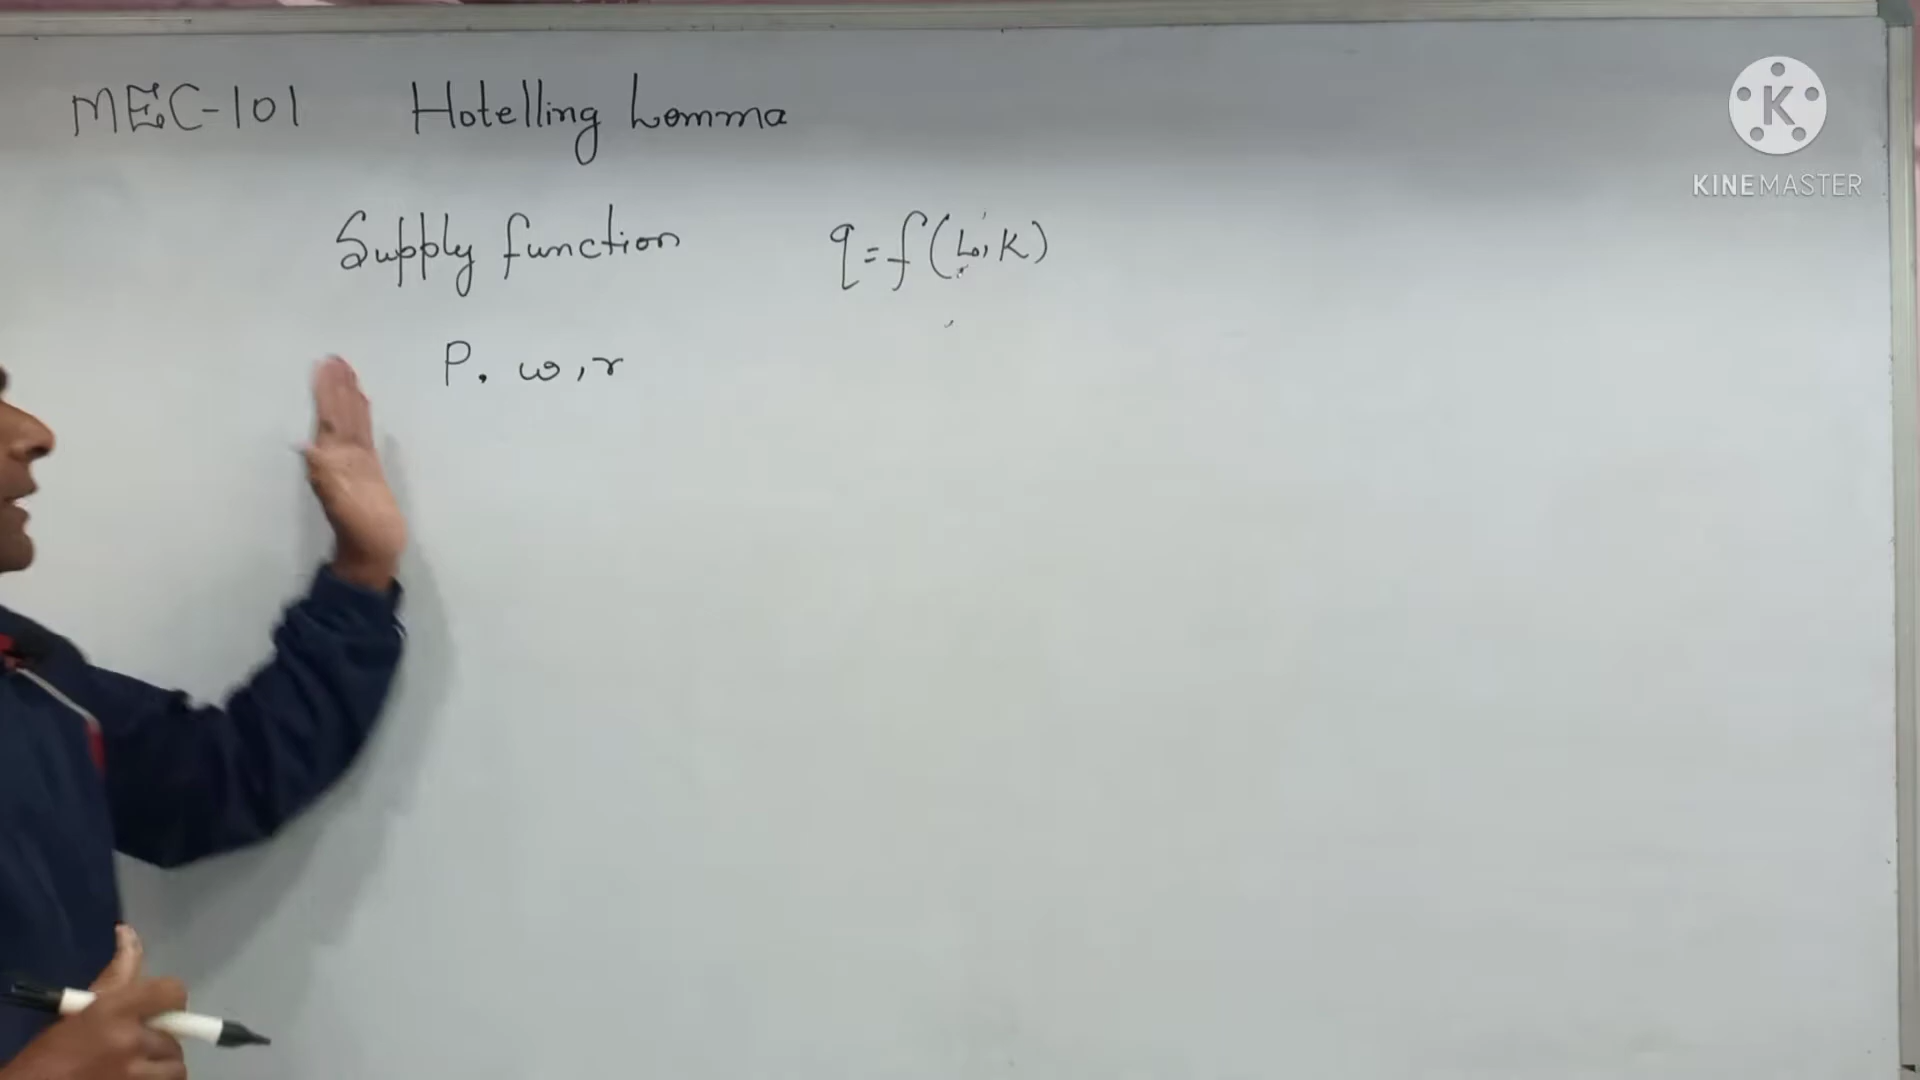 MEC-101 Hotelling Lemma
K
KINEMASTER
Supply function q=f(L,K)
P. w,r